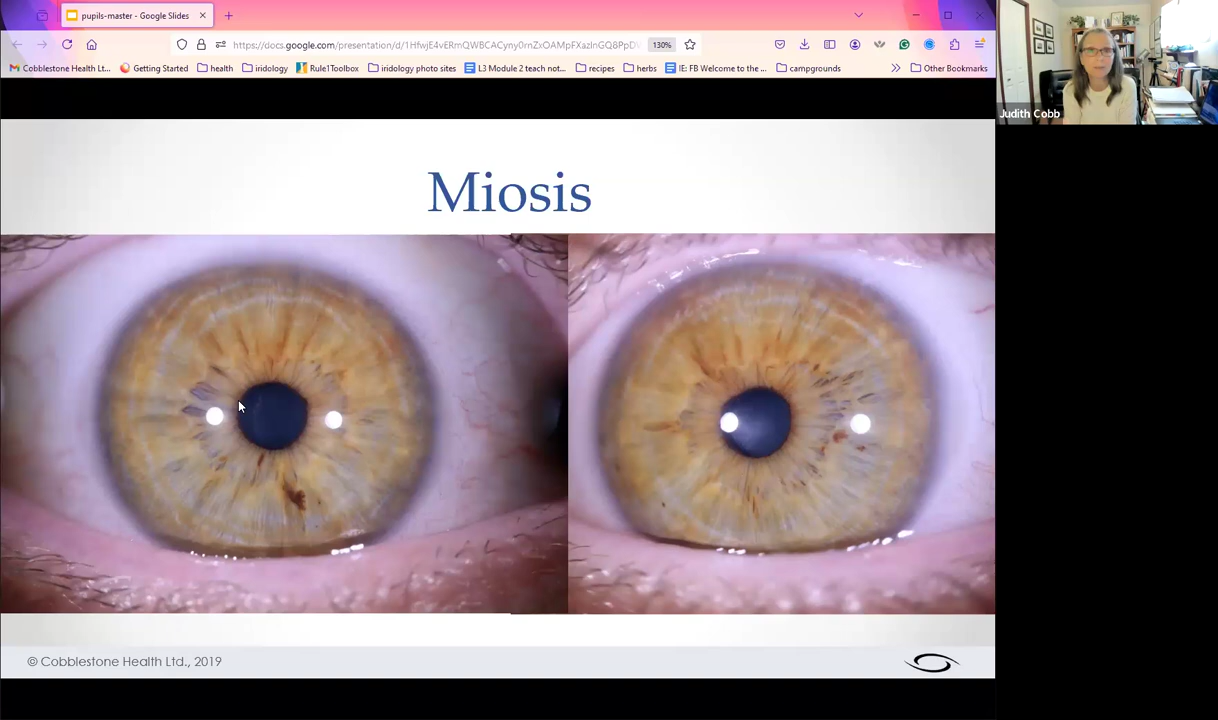 pupils-master - Google Slides
https://docs.google.com/presentation/d/1HfwjE4vERmQWBCACyny0rnZxOAMpFXazInGQ8PpDV
130%
Cobblestone Health Lt...
Getting Started
health
iridology
Rule1Toolbox
iridology photo sites
L3 Module 2 teach not...
recipes
herbs
IE: FB Welcome to the ...
campgrounds
Other Bookmarks
Judith Cobb
Miosis
© Cobblestone Health Ltd., 2019